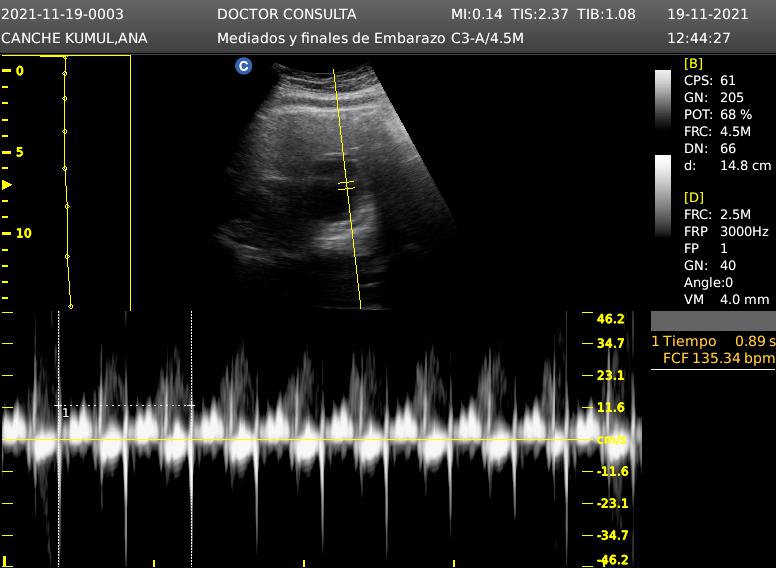 2021-11-19-0003 DOCTOR CONSULTA MI:0.14 TIS:2.37 TIB:1.08 19-11-2021
CANCHE KUMUL,ANA Mediados y finales de Embarazo C3-A/4.5M 12:44:27
C
0
5
10
[B]
CPS: 61
GN: 205
POT: 68 %
FRC: 4.5M
DN: 66
d: 14.8 cm
[D]
FRC: 2.5M
FRP 3000Hz
FP 1
GN: 40
Angle:0
VM 4.0 mm
1 Tiempo 0.89 s
FCF 135.34 bpm
1
46.2
34.7
23.1
11.6
cm/s
-11.6
-23.1
-34.7
-46.2